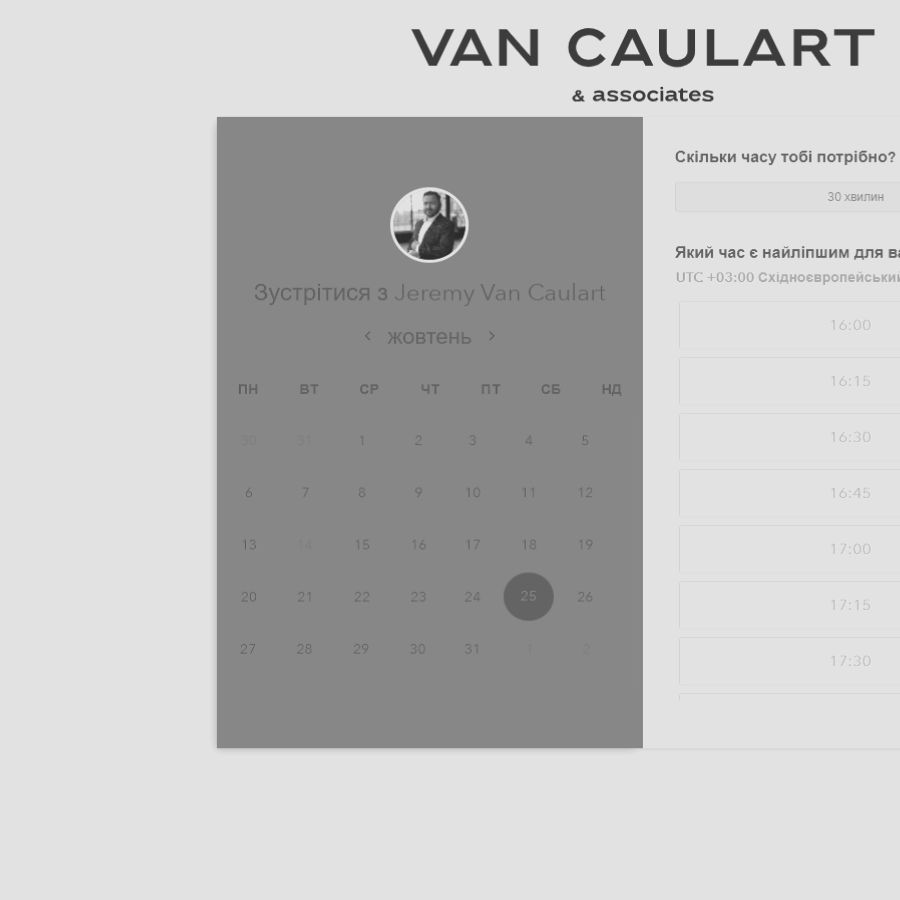 VAN CAULART
& associates
Зустрітися з Jeremy Van Caulart
‹ жовтень ›
ПН ВТ СР ЧТ ПТ СБ НД
30 31 1 2 3 4 5
6 7 8 9 10 11 12
13 14 15 16 17 18 19
20 21 22 23 24 25 26
27 28 29 30 31 1 2
Скільки часу тобі потрібно?
30 хвилин
Який час є найліпшим для
UTC +03:00
16:00
16:15
16:30
16:45
17:00
17:15
17:30